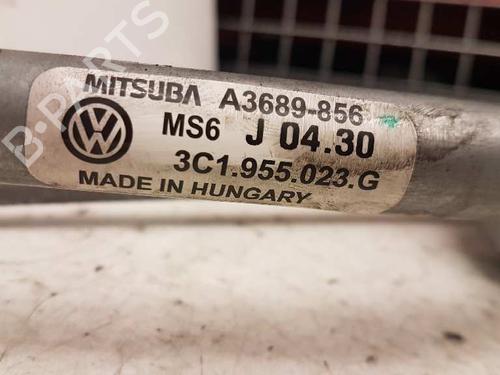 B-PARTS
MITSUBA A3689-856
MS6 J 04.30
3C1.955.023.G
MADE IN HUNGARY